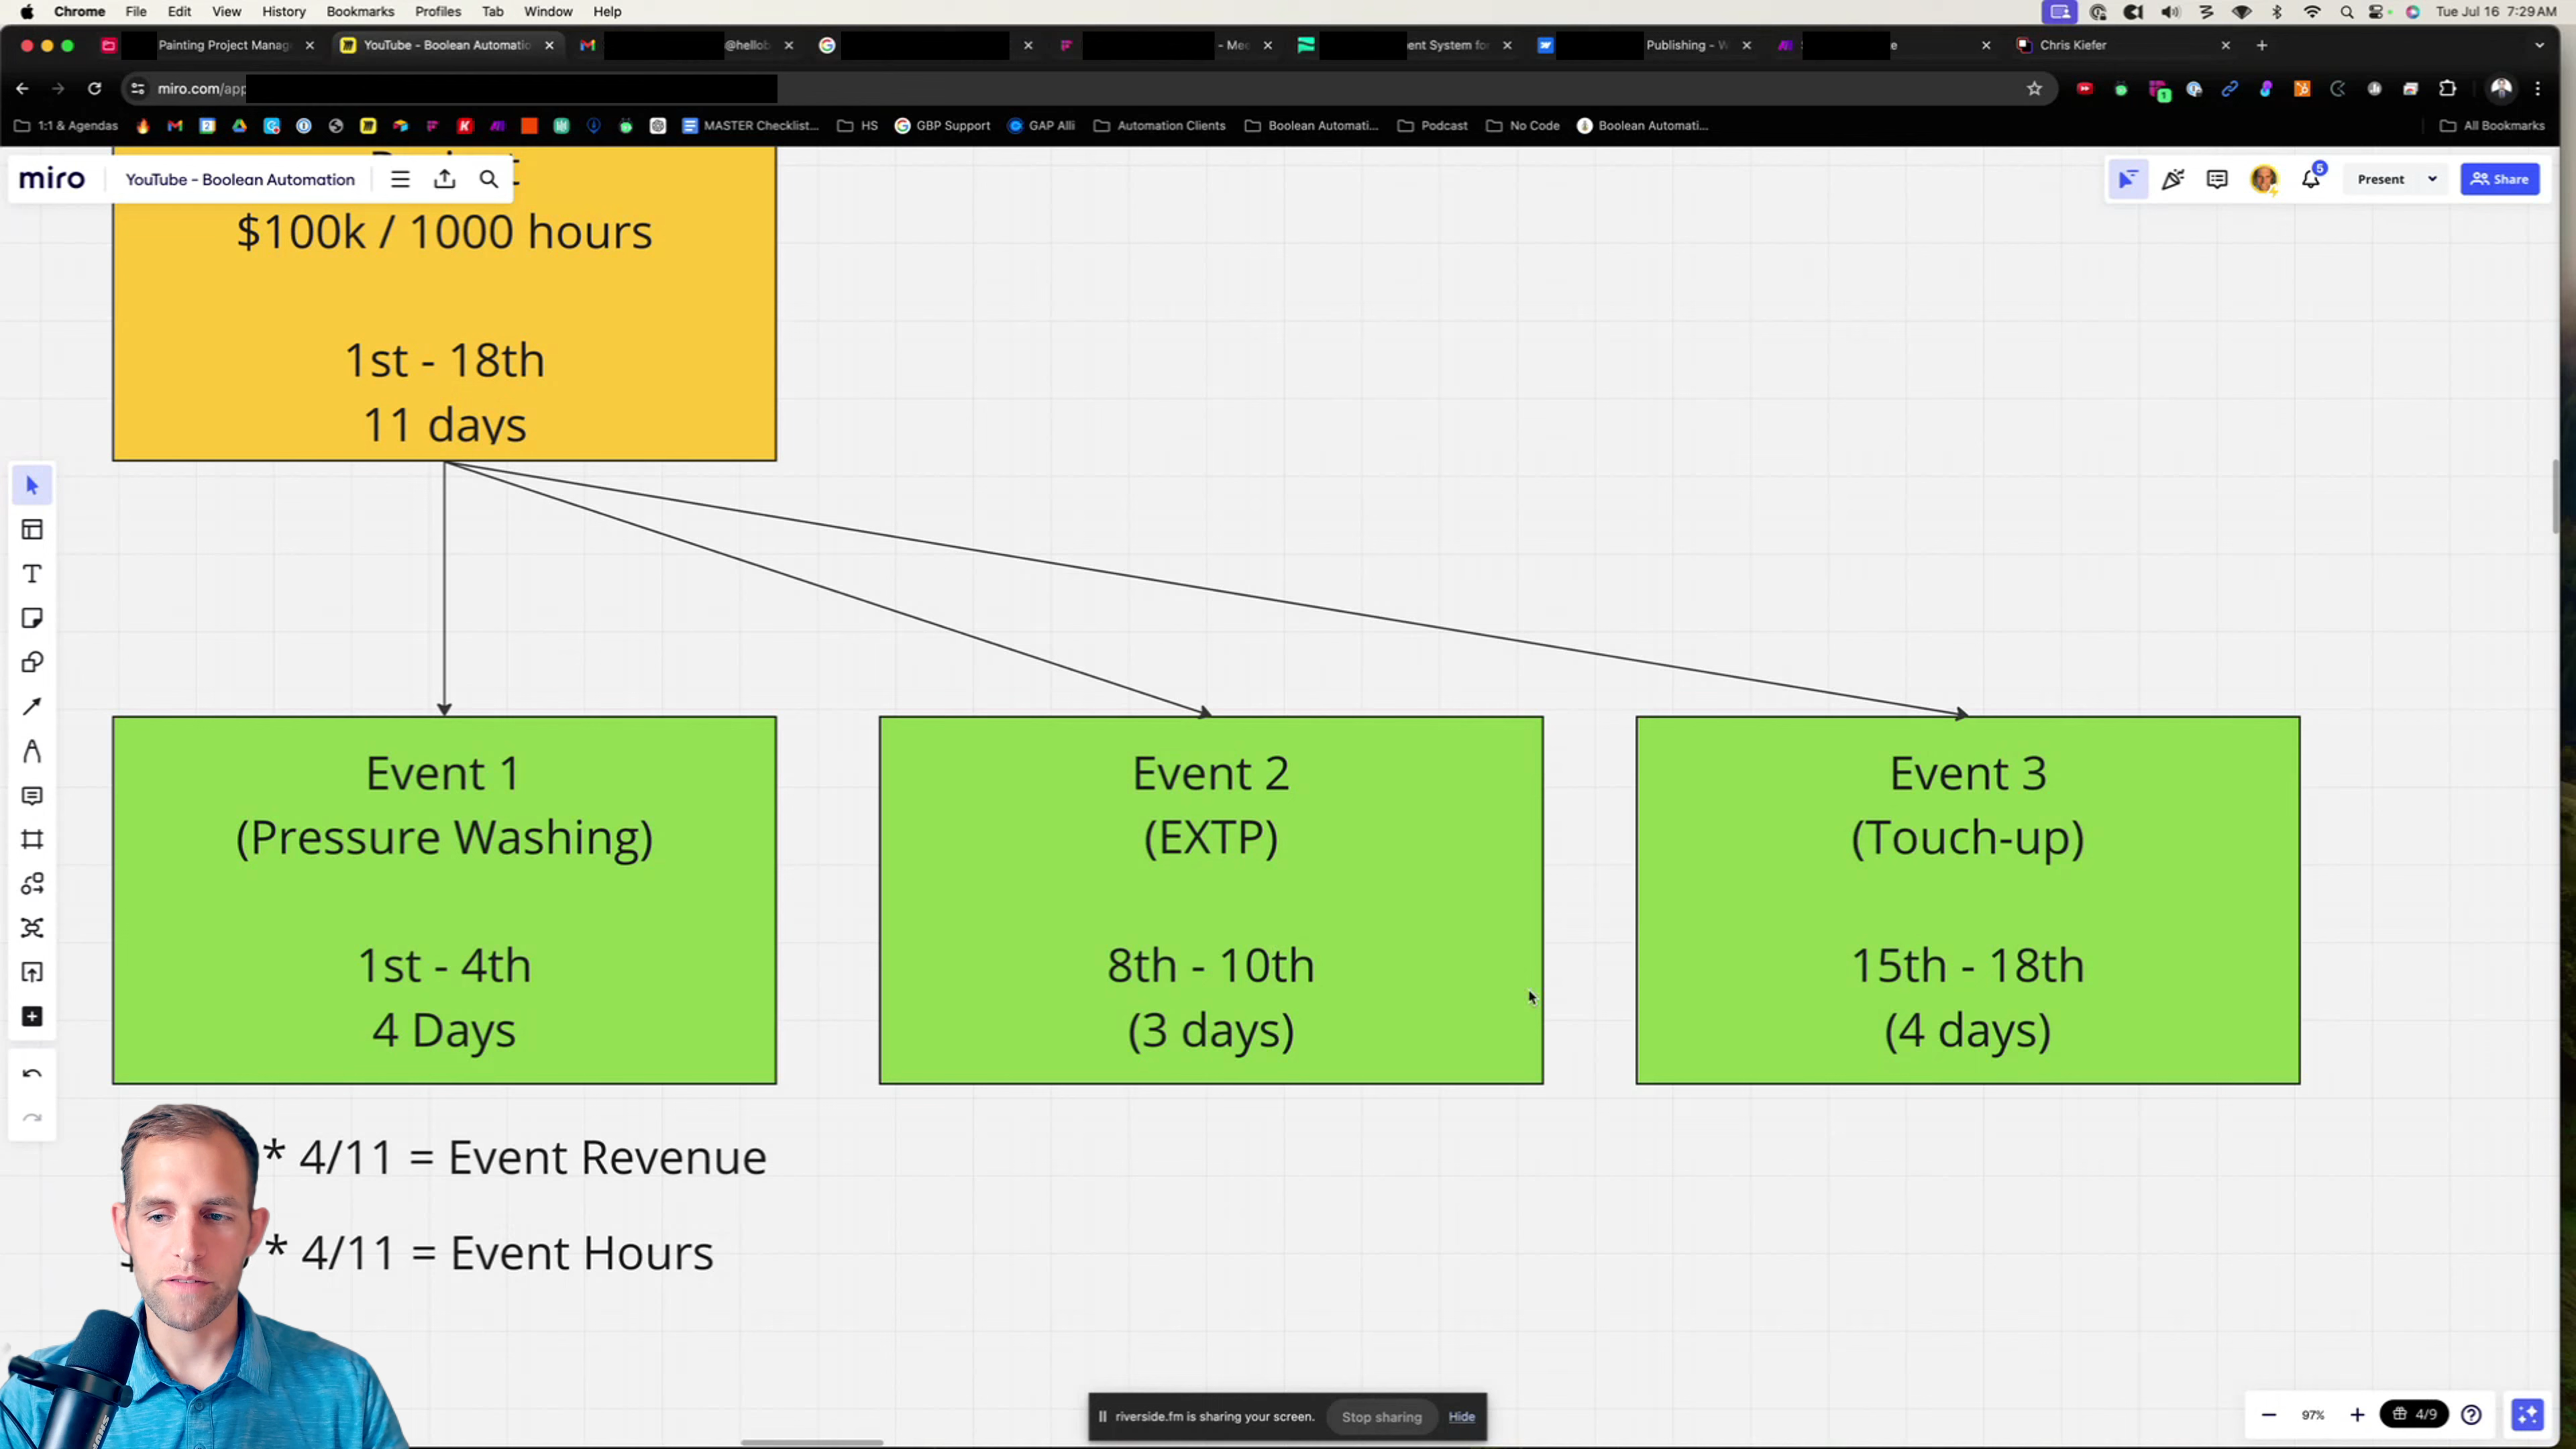 Chrome File Edit View History Bookmarks Profiles Tab Window Help Tue Jul 16 7:29 AM
Painting Project Manag YouTube - Boolean Automatio @hellob - Mee ent System for Publishing - W e Chris Kiefer
miro.com/app
1:1 & Agendas MASTER Checklist... HS GBP Support GAP Alli Automation Clients Boolean Automati... Podcast No Code Boolean Automati... All Bookmarks
miro YouTube - Boolean Automation Present Share
5
$100k / 1000 hours
1st - 18th
11 days
Event 1
(Pressure Washing)
1st - 4th
4 Days
Event 2
(EXTP)
8th - 10th
(3 days)
Event 3
(Touch-up)
15th - 18th
(4 days)
* 4/11 = Event Revenue
* 4/11 = Event Hours
riverside.fm is sharing your screen. Stop sharing Hide
97% 4/9